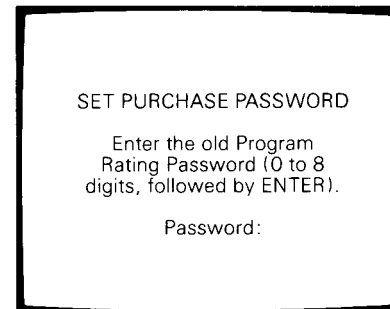 SET PURCHASE PASSWORD
Enter the old Program
Rating Password (0 to 8
digits, followed by ENTER).
Password: